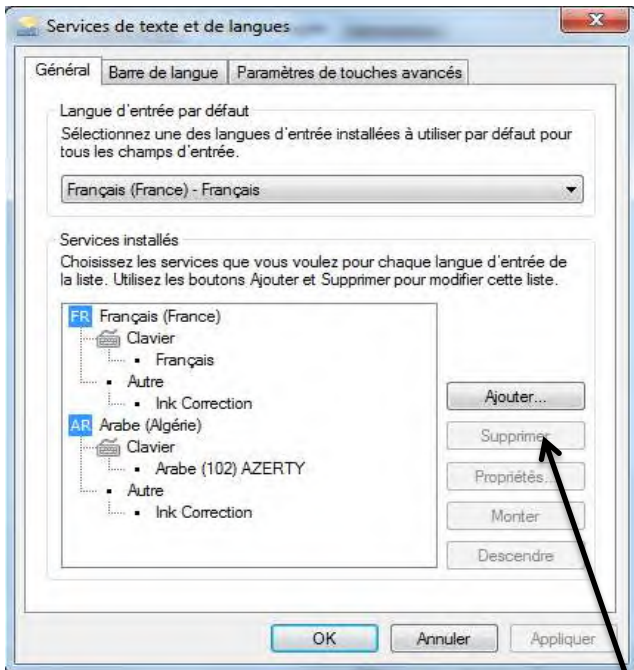 Services de texte et de langues
Général Barre de langue Paramètres de touches avancés
Langue d'entrée par défaut
Sélectionnez une des langues d'entrée installées à utiliser par défaut pour
tous les champs d'entrée.
Français (France) - Français
Services installés
Choisissez les services que vous voulez pour chaque langue d'entrée de
la liste. Utilisez les boutons Ajouter et Supprimer pour modifier cette liste.
FR Français (France)
Clavier
Français
Autre
Ink Correction
AR Arabe (Algérie)
Clavier
Arabe (102) AZERTY
Autre
Ink Correction
Ajouter...
Supprimer
Propriétés...
Monter
Descendre
OK Annuler Appliquer